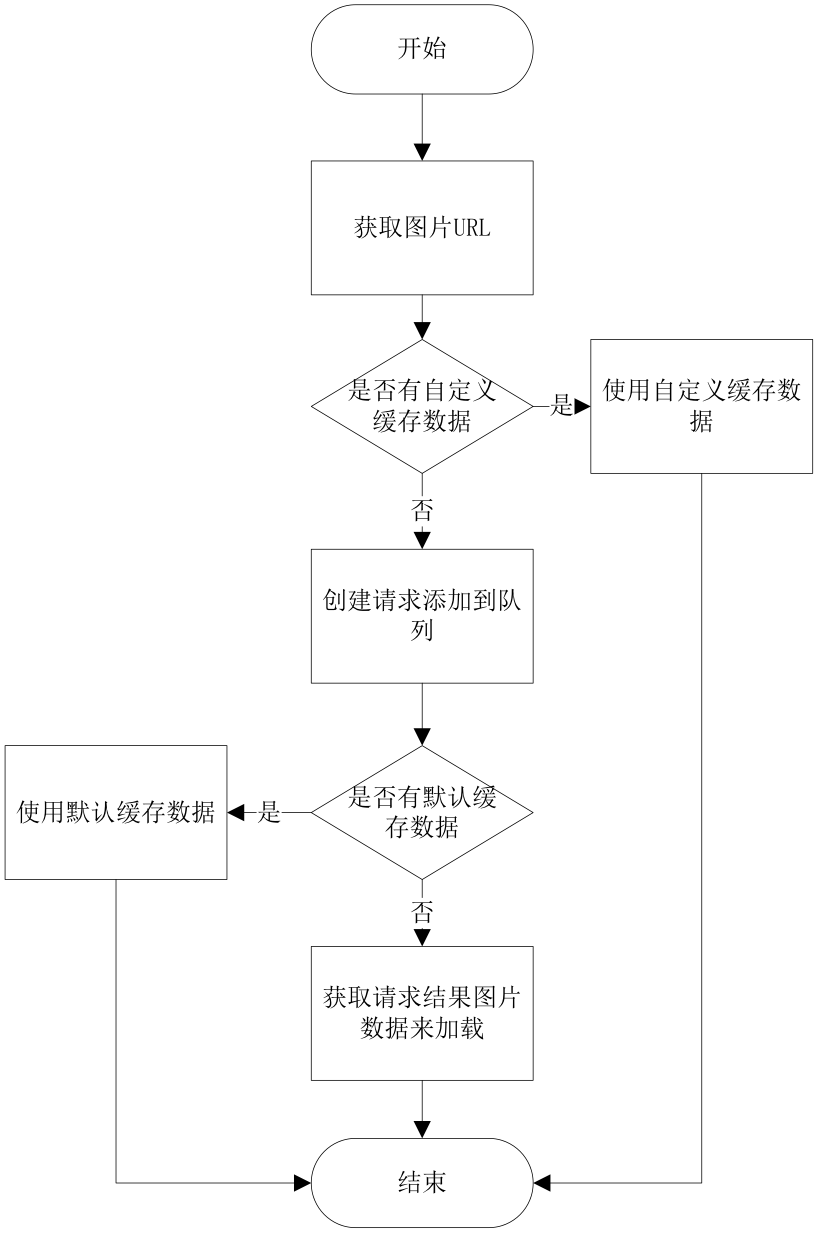 开始
获取图片URL
是否有自定义
缓存数据
是
使用自定义缓存数
据
否
创建请求添加到队
列
是否有默认缓
存数据
是
使用默认缓存数据
否
获取请求结果图片
数据来加载
结束